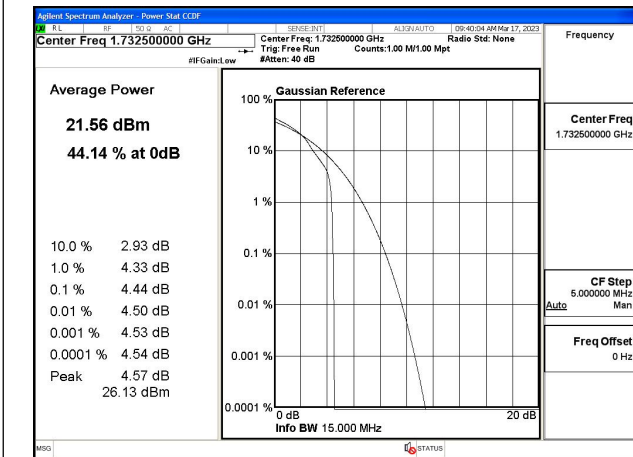 Agilent Spectrum Analyzer - Power Stat CCDF
RL RF 50 Ω AC SENSE:INT ALIGNAUTO 09:40:04 AM Mar 17, 2023
Center Freq 1.732500000 GHz
Center Freq: 1.732500000 GHz Radio Std: None
Trig: Free Run Counts:1.00 M/1.00 Mpt
#IFGain:Low #Atten: 40 dB
Frequency
Average Power
21.56 dBm
44.14 % at 0dB
10.0 % 2.93 dB
1.0 % 4.33 dB
0.1 % 4.44 dB
0.01 % 4.50 dB
0.001 % 4.53 dB
0.0001 % 4.54 dB
Peak 4.57 dB
26.13 dBm
Gaussian Reference
100 %
10 %
1 %
0.1 %
0.01 %
0.001 %
0.0001 %
0 dB 20 dB
Info BW 15.000 MHz
Center Freq
1.732500000 GHz
CF Step
5.000000 MHz
Auto Man
Freq Offset
0 Hz
MSG STATUS